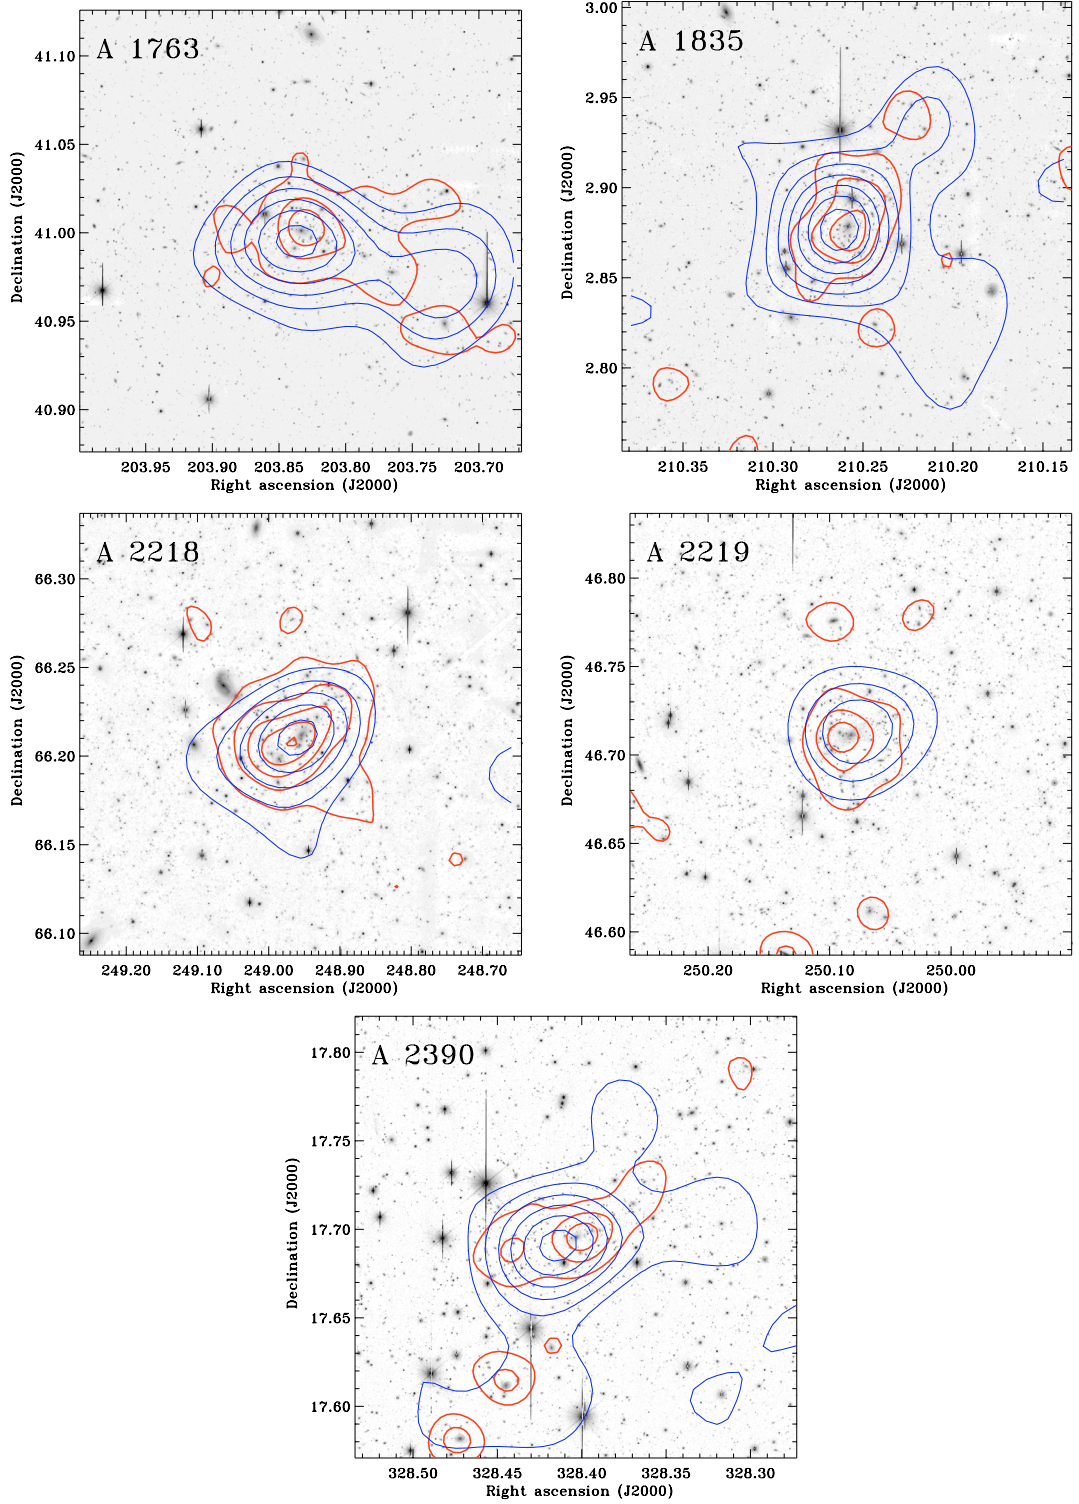 A 1763
41.10
41.05
41.00
40.95
40.90
Declination (J2000)
203.95 203.90 203.85 203.80 203.75 203.70
Right ascension (J2000)
A 1835
3.00
2.95
2.90
2.85
2.80
Declination (J2000)
210.35 210.30 210.25 210.20 210.15
Right ascension (J2000)
A 2218
66.30
66.25
66.20
66.15
66.10
Declination (J2000)
249.20 249.10 249.00 248.90 248.80 248.70
Right ascension (J2000)
A 2219
46.80
46.75
46.70
46.65
46.60
Declination (J2000)
250.20 250.10 250.00
Right ascension (J2000)
A 2390
17.80
17.75
17.70
17.65
17.60
Declination (J2000)
328.50 328.45 328.40 328.35 328.30
Right ascension (J2000)